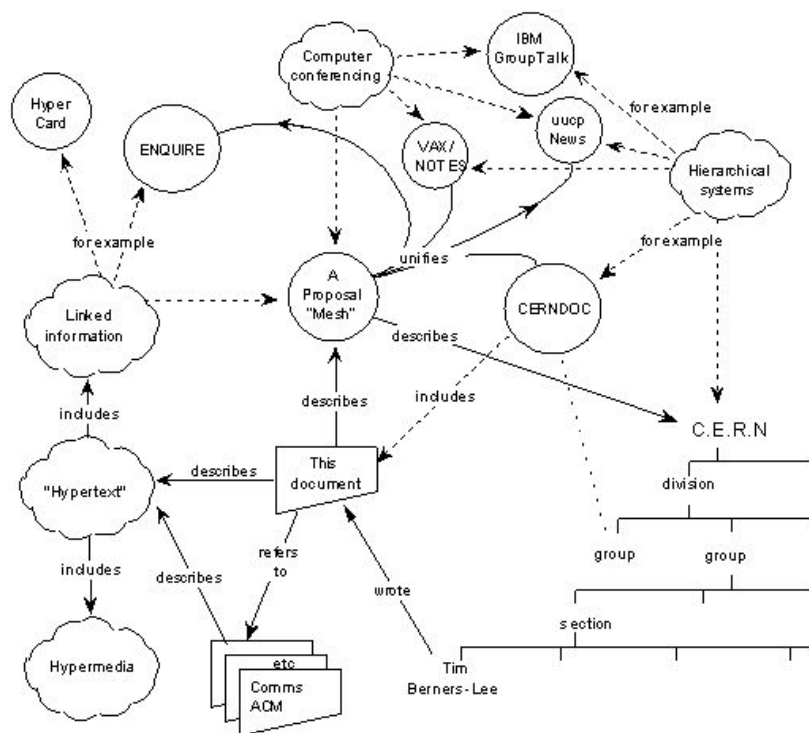 IBM
GroupTalk
Computer
conferencing
Hyper
Card
for example
uucp
News
ENQUIRE
VAX/
NOTES
Hierarchical
systems
for example
unifies
for example
A
Proposal
"Mesh"
CERNDOC
Linked
information
describes
includes
describes
includes
C.E.R.N
This
document
describes
"Hypertext"
division
refers
to
group
group
includes
describes
wrote
section
Hypermedia
etc
Tim
Berners-Lee
Comms
ACM